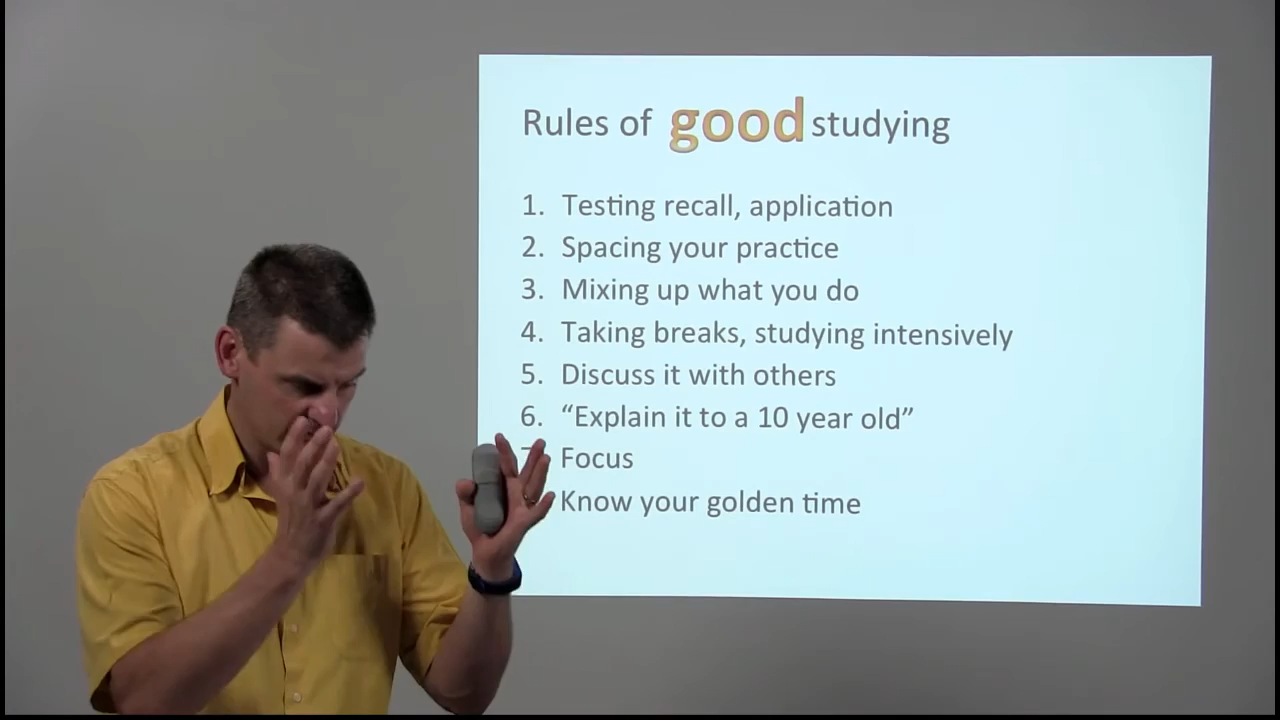 Rules of good studying
1. Testing recall, application
2. Spacing your practice
3. Mixing up what you do
4. Taking breaks, studying intensively
5. Discuss it with others
6. “Explain it to a 10 year old”
Focus
Know your golden time